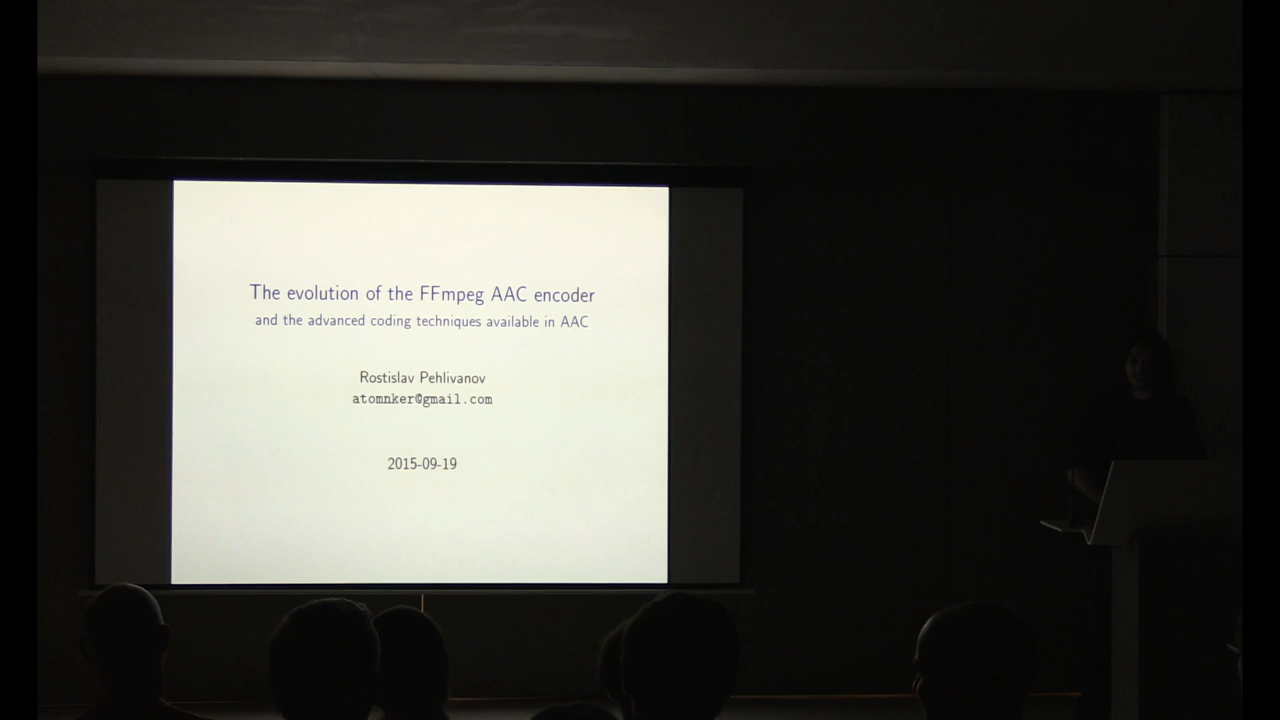 The evolution of the FFmpeg AAC encoder
and the advanced coding techniques available in AAC
Rostislav Pehlivanov
atomnker@gmail.com
2015-09-19